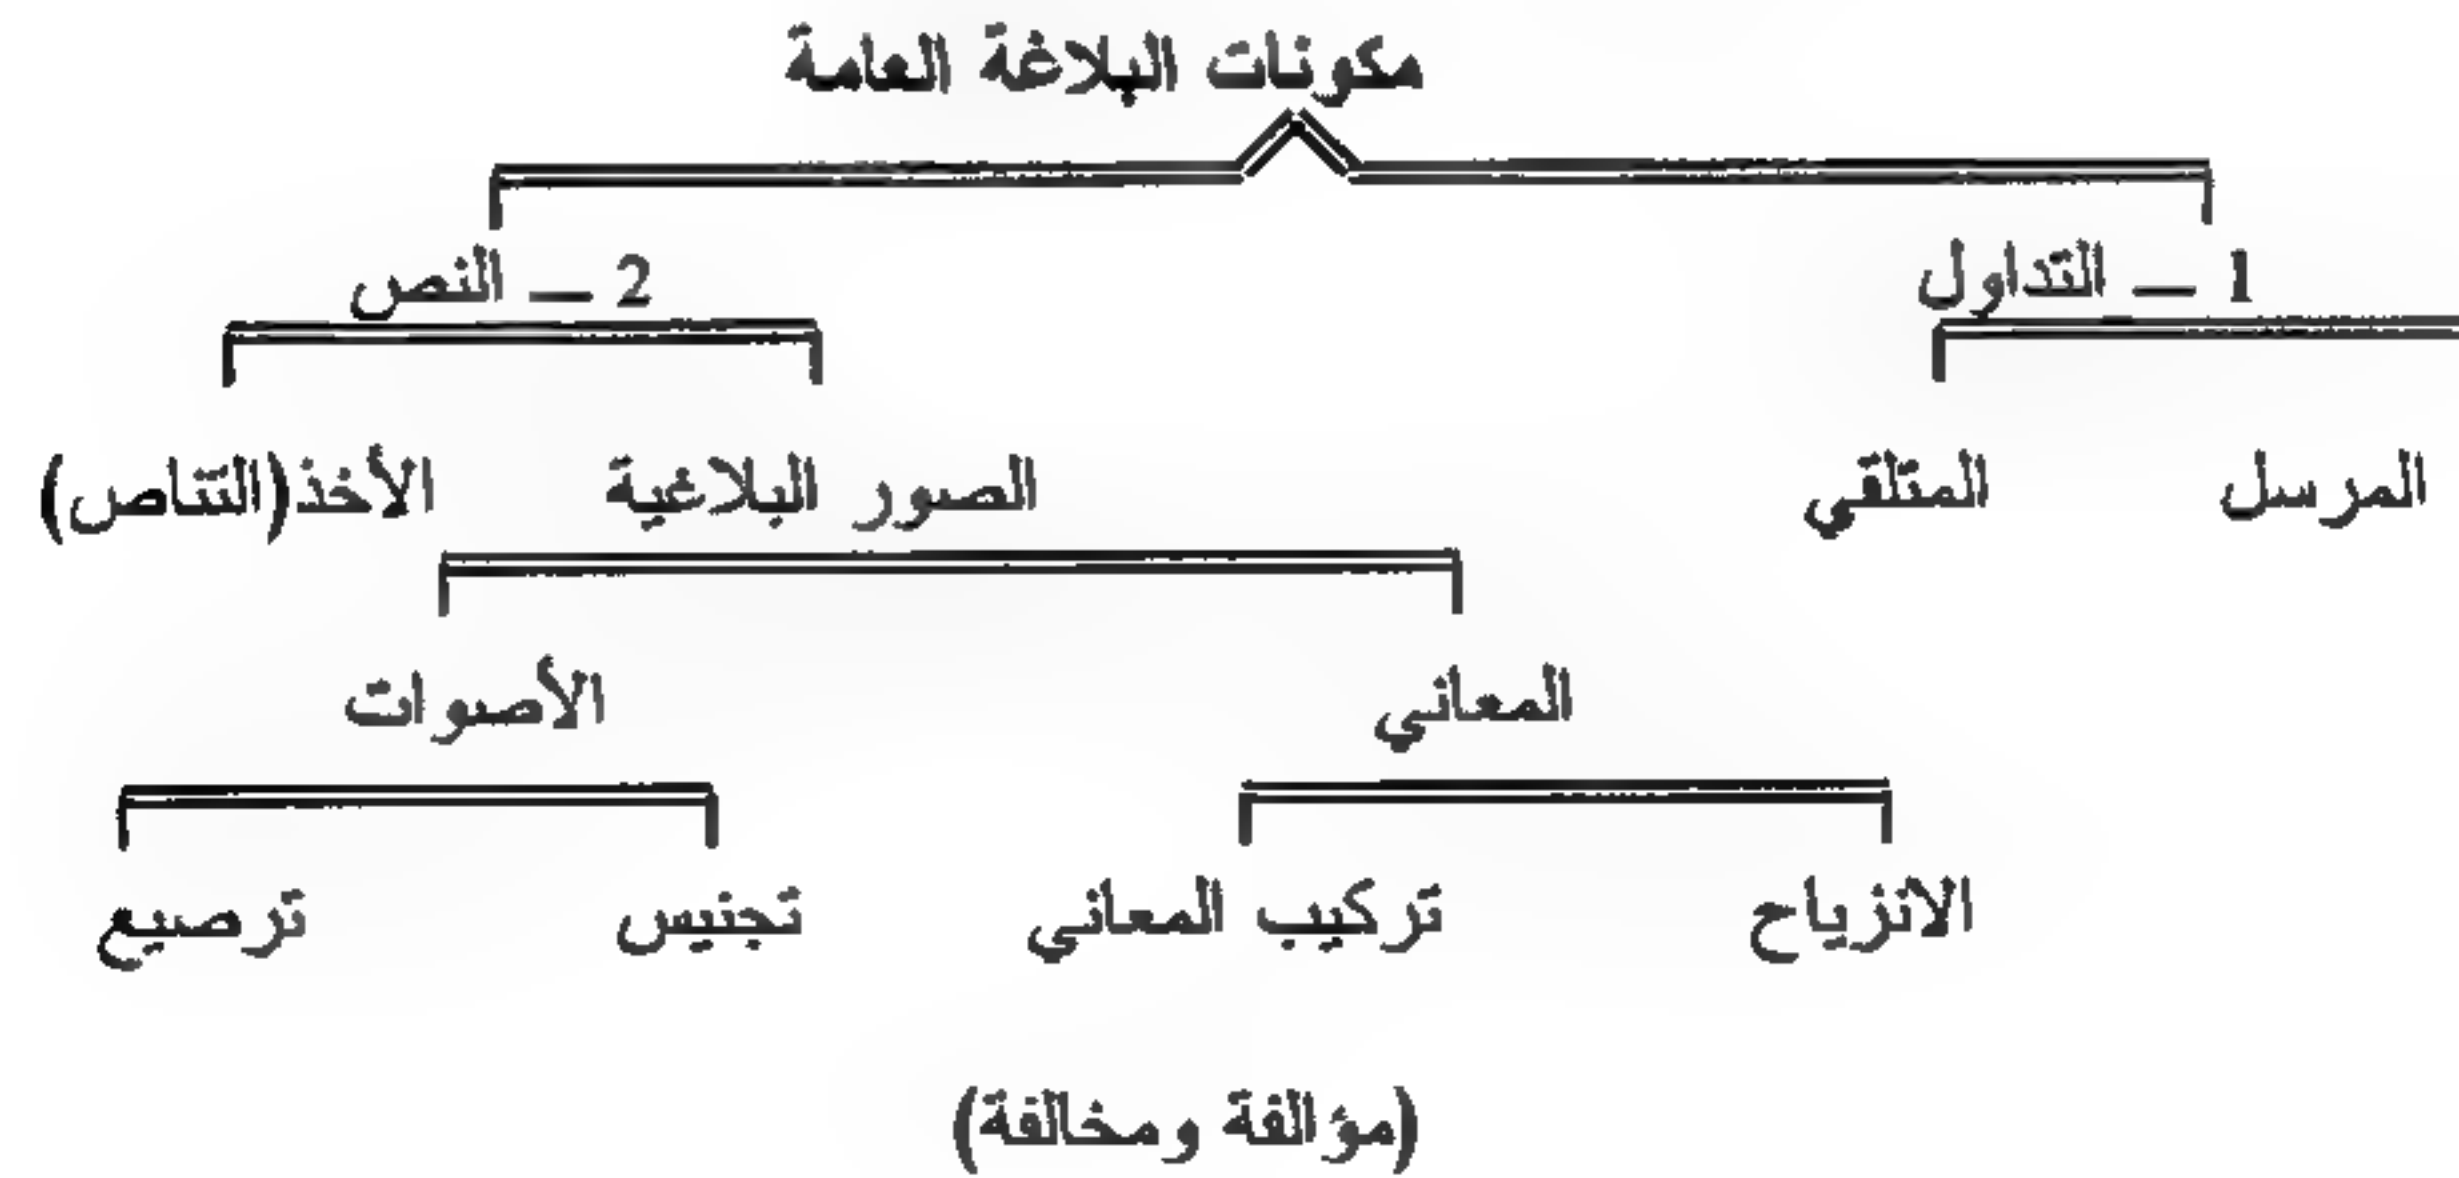 مكونات البلاغة العامة
1 — التداول 2 — النص
المرسل المتلقي الصور البلاغية الأخذ(التناص)
المعاني الأصوات
الانزياح تركيب المعاني تجنيس ترصيع
(مؤالفة ومخالفة)